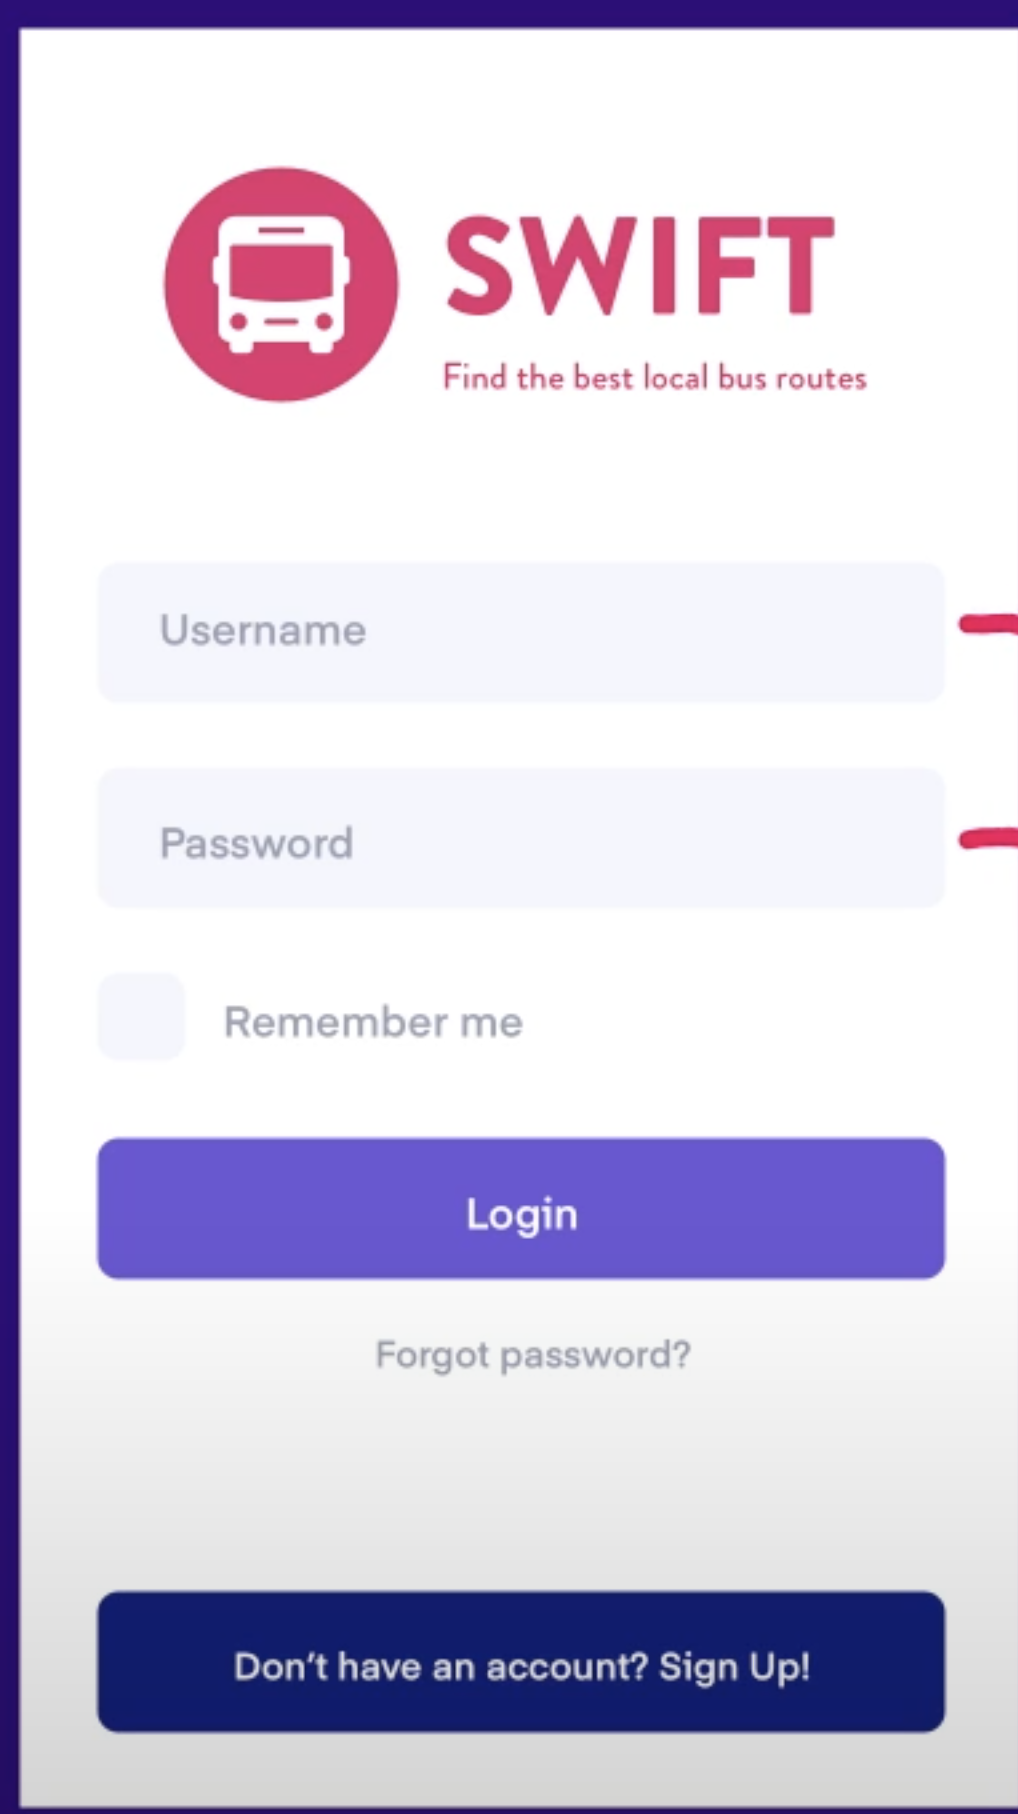 SWIFT
Find the best local bus routes
Username
Password
Remember me
Login
Forgot password?
Don't have an account? Sign Up!